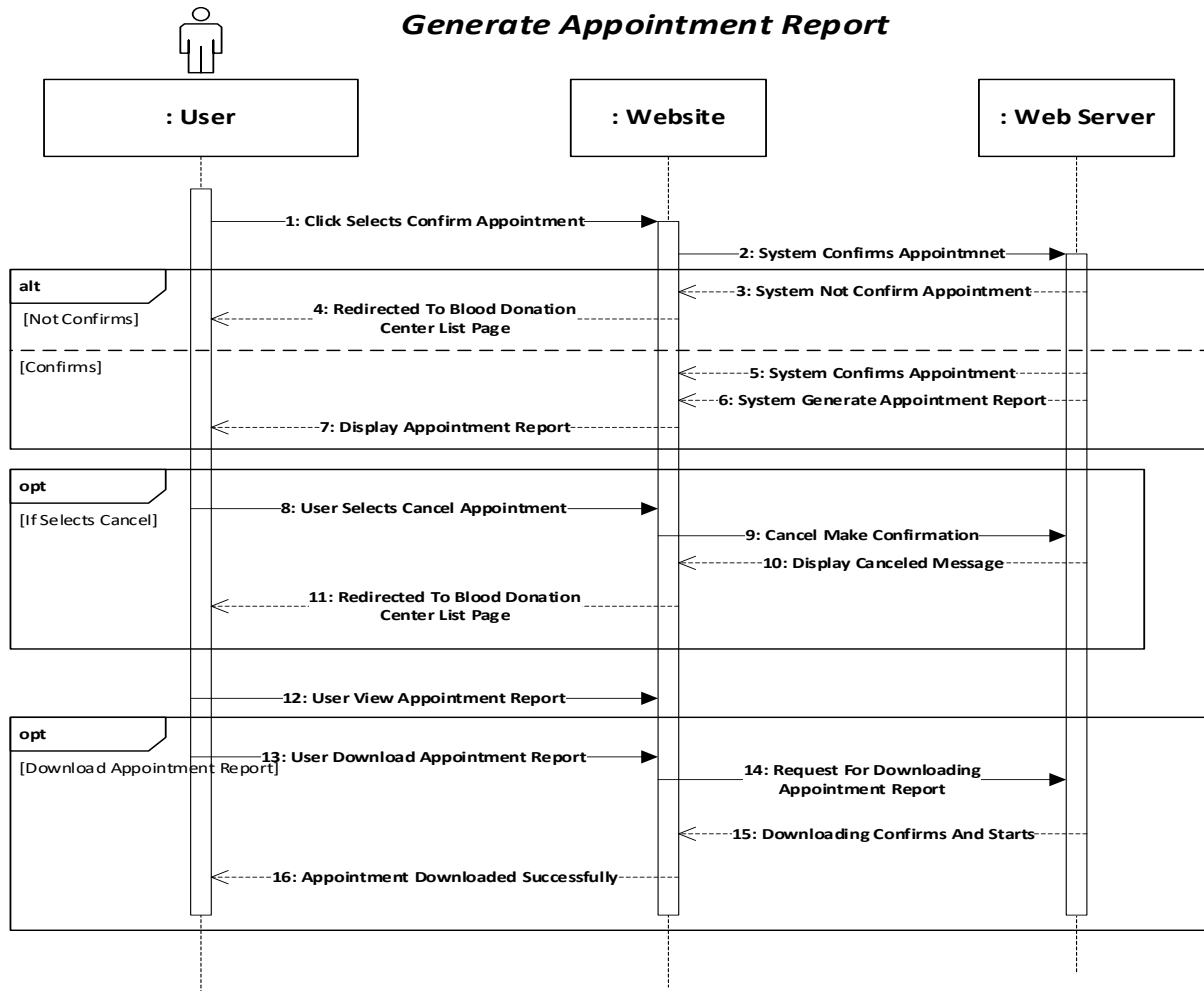 Generate Appointment Report
: User
: Website
: Web Server
1: Click Selects Confirm Appointment
2: System Confirms Appointmnet
alt
3: System Not Confirm Appointment
[Not Confirms]
4: Redirected To Blood Donation
Center List Page
[Confirms]
5: System Confirms Appointment
6: System Generate Appointment Report
7: Display Appointment Report
opt
[If Selects Cancel]
8: User Selects Cancel Appointment
9: Cancel Make Confirmation
10: Display Canceled Message
11: Redirected To Blood Donation
Center List Page
12: User View Appointment Report
opt
[Download Appointment Report]
13: User Download Appointment Report
14: Request For Downloading
Appointment Report
15: Downloading Confirms And Starts
16: Appointment Downloaded Successfully